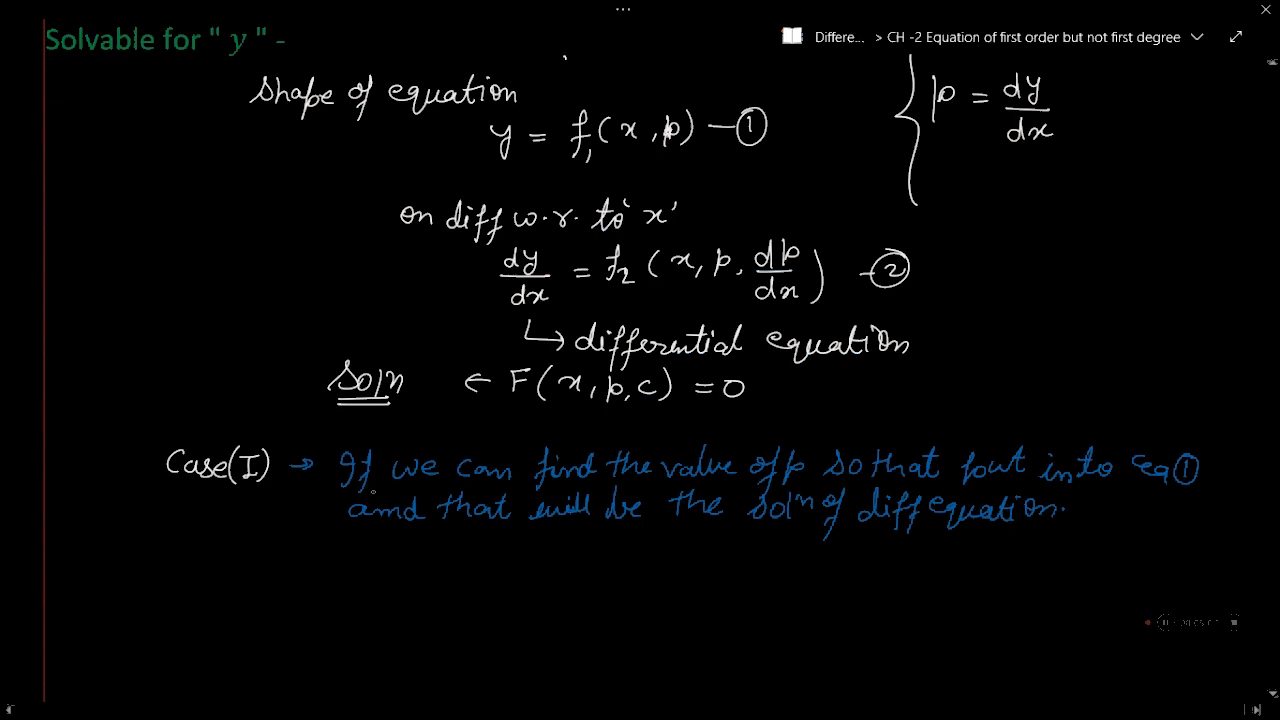 Solvable for " y " -
Differe... > CH -2 Equation of first order but not first degree
shape of equation
y = f₁(x, p) — ①
p = dy/dx
on diff w.r. to 'x'
dy/dx = f₂(x, p, dp/dx) — ②
↳ differential equation
Soln ← F(x, p, c) = 0
Case(I) → If we can find the value of p so that put into eq ①
and that will be the soln of diff equation.